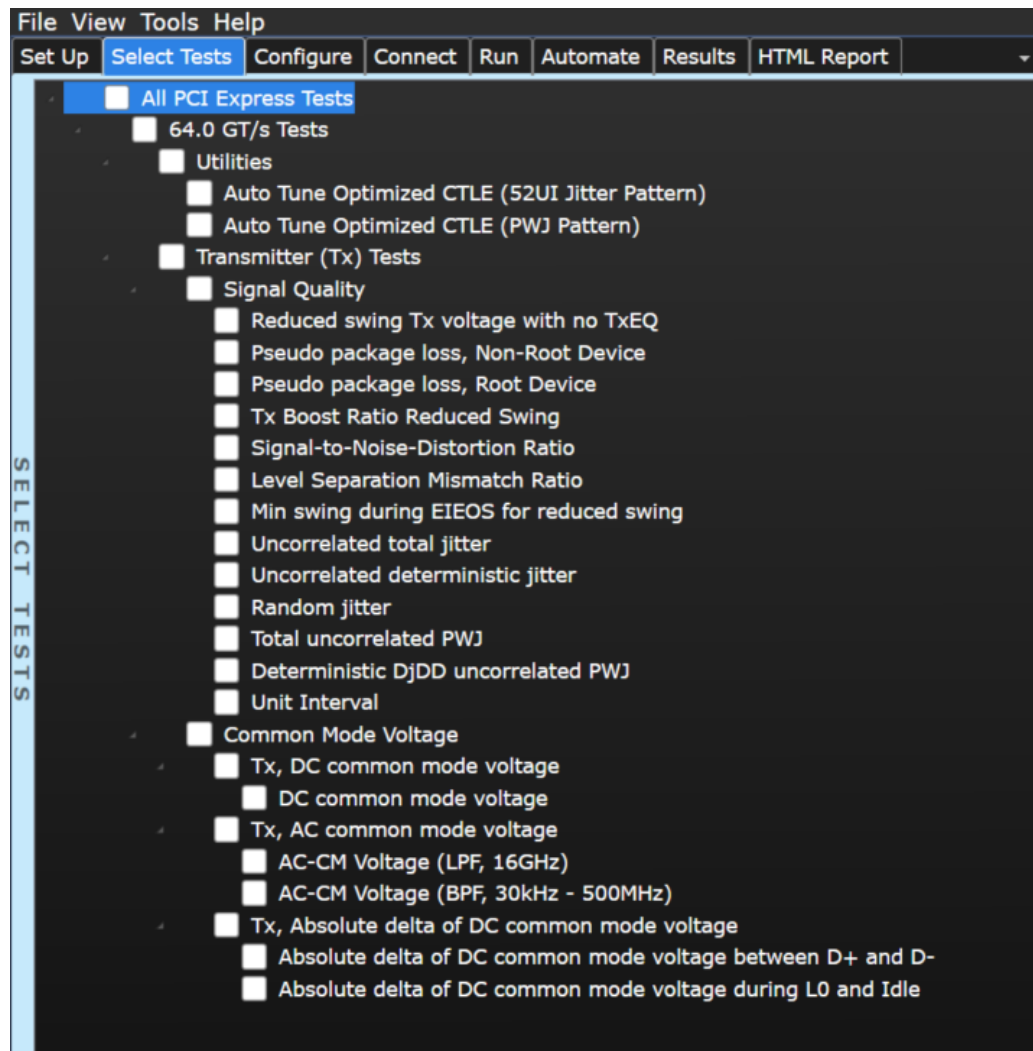 File View Tools Help
Set Up Select Tests Configure Connect Run Automate Results HTML Report
SELECT TESTS
All PCI Express Tests
64.0 GT/s Tests
Utilities
Auto Tune Optimized CTLE (52UI Jitter Pattern)
Auto Tune Optimized CTLE (PWJ Pattern)
Transmitter (Tx) Tests
Signal Quality
Reduced swing Tx voltage with no TxEQ
Pseudo package loss, Non-Root Device
Pseudo package loss, Root Device
Tx Boost Ratio Reduced Swing
Signal-to-Noise-Distortion Ratio
Level Separation Mismatch Ratio
Min swing during EIEOS for reduced swing
Uncorrelated total jitter
Uncorrelated deterministic jitter
Random jitter
Total uncorrelated PWJ
Deterministic DjDD uncorrelated PWJ
Unit Interval
Common Mode Voltage
Tx, DC common mode voltage
DC common mode voltage
Tx, AC common mode voltage
AC-CM Voltage (LPF, 16GHz)
AC-CM Voltage (BPF, 30kHz - 500MHz)
Tx, Absolute delta of DC common mode voltage
Absolute delta of DC common mode voltage between D+ and D-
Absolute delta of DC common mode voltage during L0 and Idle